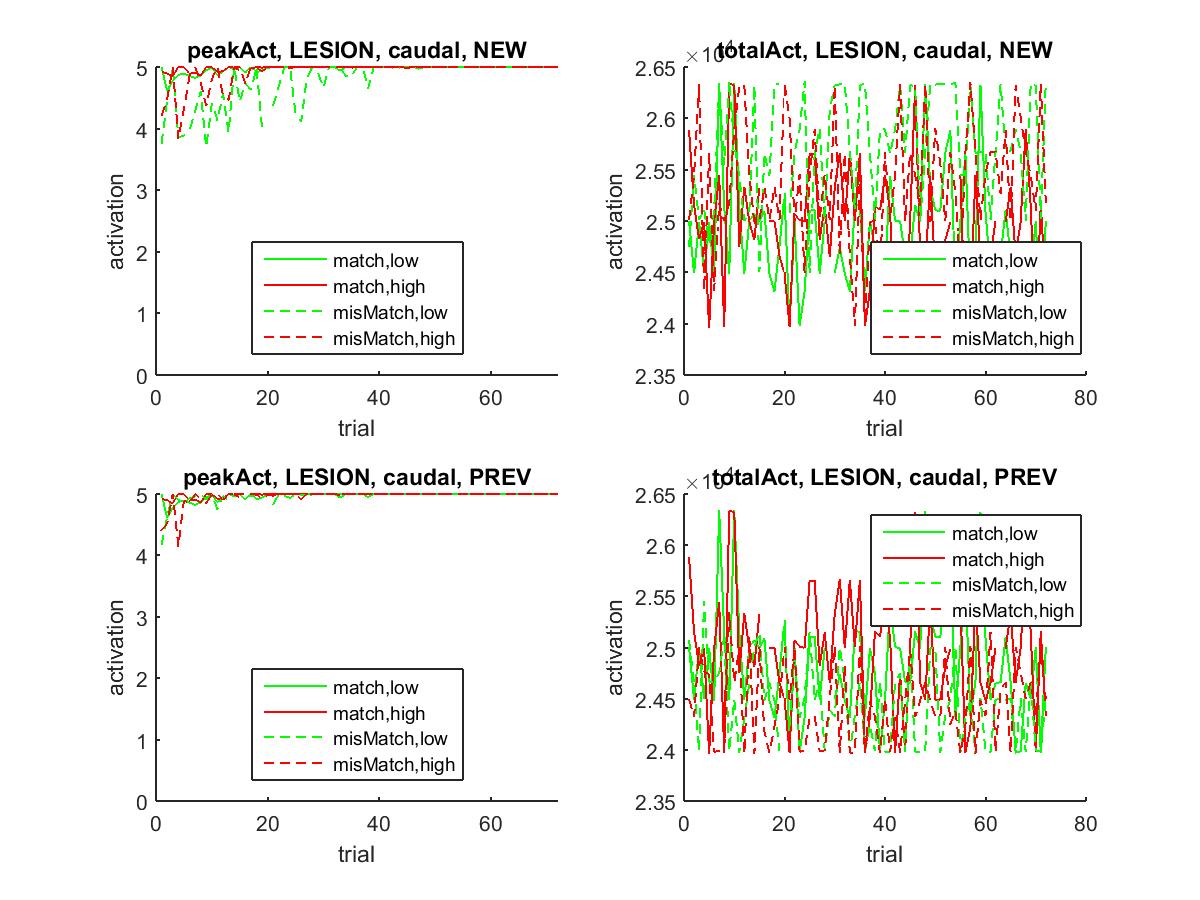 peakAct, LESION, caudal, NEW
5
4
3
2
1
0
activation
match,low
match,high
misMatch,low
misMatch,high
0 20 40 60
trial
×10⁴
totalAct, LESION, caudal, NEW
2.65
2.6
2.55
2.5
2.45
2.4
2.35
activation
match,low
match,high
misMatch,low
misMatch,high
0 20 40 60 80
trial
peakAct, LESION, caudal, PREV
5
4
3
2
1
0
activation
match,low
match,high
misMatch,low
misMatch,high
0 20 40 60
trial
×10⁴
totalAct, LESION, caudal, PREV
2.65
2.6
2.55
2.5
2.45
2.4
2.35
activation
match,low
match,high
misMatch,low
misMatch,high
0 20 40 60 80
trial